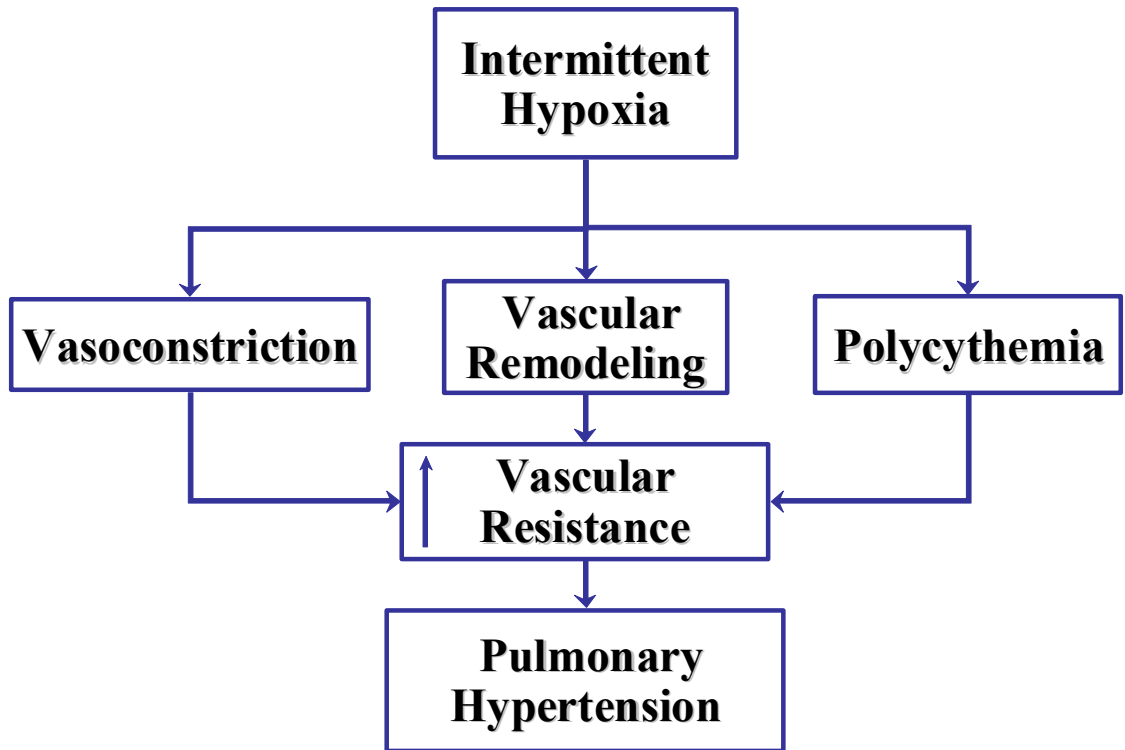 Intermittent
Hypoxia
Vasoconstriction
Vascular
Remodeling
Polycythemia
Vascular
Resistance
Pulmonary
Hypertension